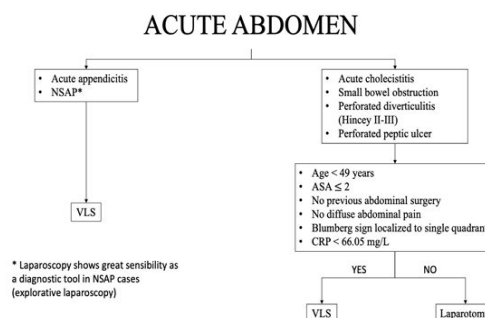 ACUTE ABDOMEN
• Acute appendicitis
• NSAP*
• Acute cholecistitis
• Small bowel obstruction
• Perforated diverticulitis
(Hincey II-III)
• Perforated peptic ulcer
• Age < 49 years
• ASA ≤ 2
• No previous abdominal surgery
• No diffuse abdominal pain
• Blumberg sign localized to single quadran
• CRP < 66.05 mg/L
VLS
* Laparoscopy shows great sensibility as
a diagnostic tool in NSAP cases
(explorative laparoscopy)
YES
NO
VLS
Laparotom